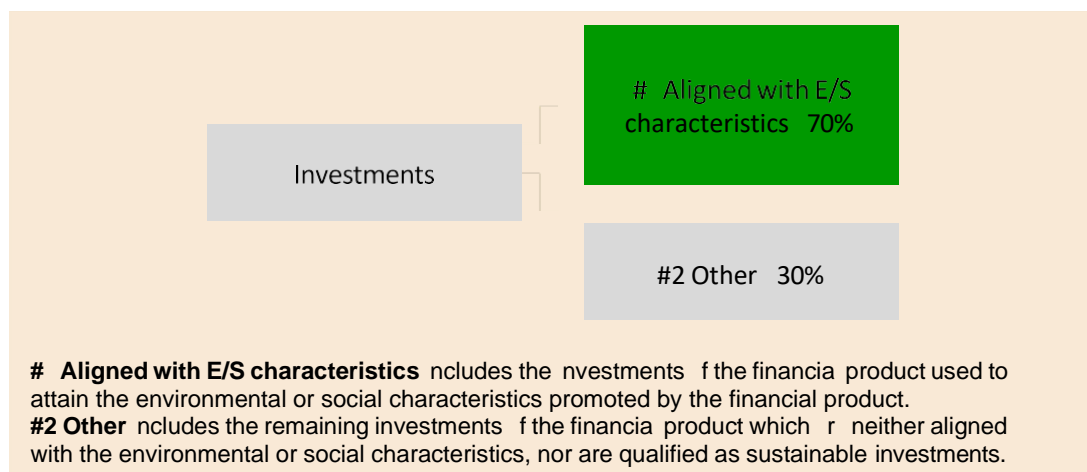 # Aligned with E/S
characteristics 70%
Investments
#2 Other 30%
# Aligned with E/S characteristics ncludes the nvestments f the financia product used to
attain the environmental or social characteristics promoted by the financial product.
#2 Other ncludes the remaining investments f the financia product which r neither aligned
with the environmental or social characteristics, nor are qualified as sustainable investments.